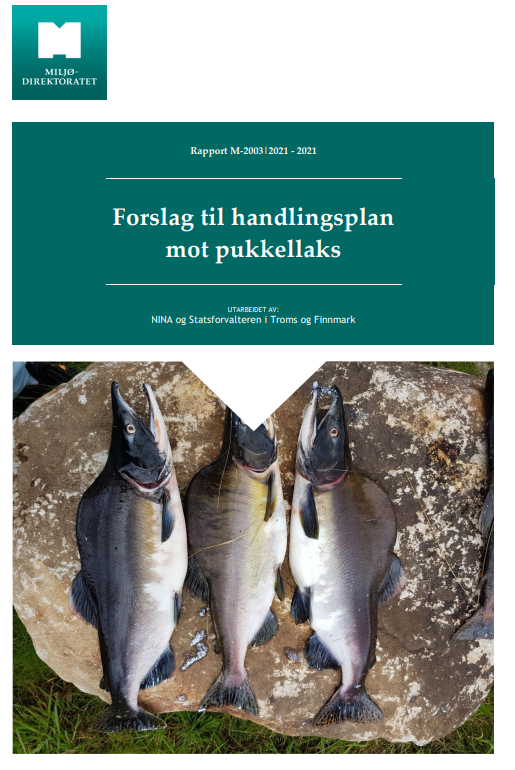 MILJØ-
DIREKTORATET
Rapport M-2003|2021 - 2021
Forslag til handlingsplan
mot pukkellaks
UTARBEIDET AV:
NINA og Statsforvalteren i Troms og Finnmark